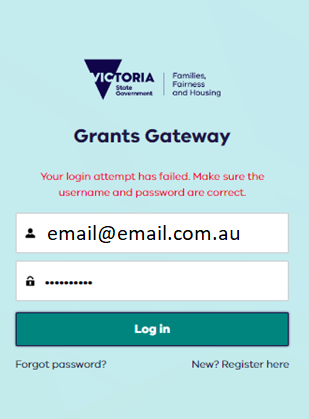 VICTORIA
State
Government
Families,
Fairness
and Housing
Grants Gateway
Your login attempt has failed. Make sure the
username and password are correct.
email@email.com.au
••••••••••
Log in
Forgot password? New? Register here